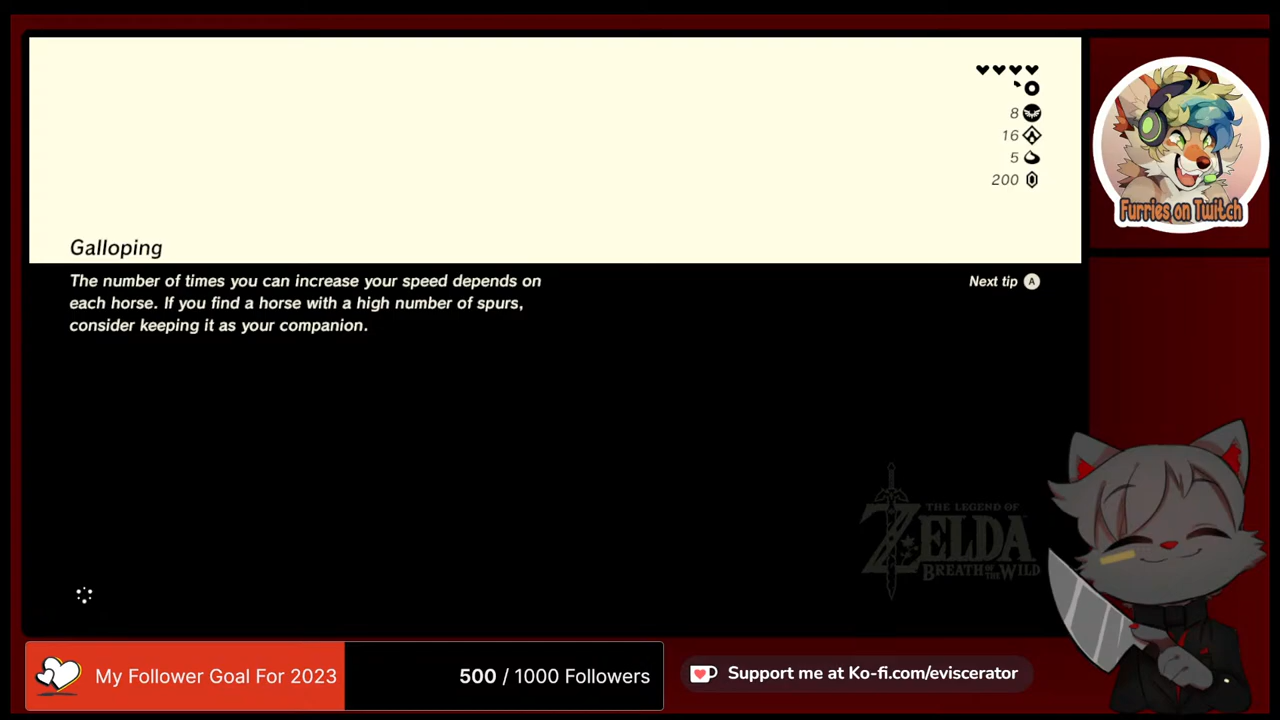 8
16
5
200
Galloping
The number of times you can increase your speed depends on
each horse. If you find a horse with a high number of spurs,
consider keeping it as your companion.
Next tip A
Furries on Twitch
THE LEGEND OF
ZELDA
BREATH OF THE WILD
My Follower Goal For 2023
500 / 1000 Followers
Support me at Ko-fi.com/eviscerator